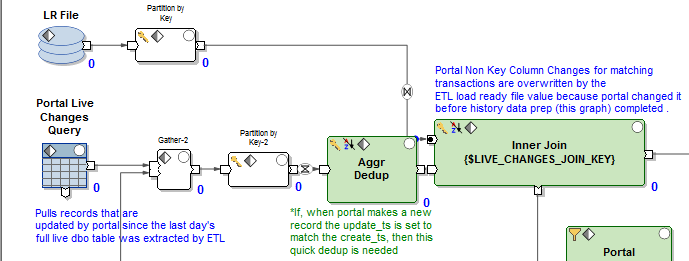 LR File
Partition by
Key
0
0
Portal Non Key Column Changes for matching
transactions are overwritten by the
ETL load ready file value because portal changed it
before history data prep (this graph) completed .
Portal Live
Changes
Query
Gather-2
Partition by
Key-2
Aggr
Dedup
Inner Join
{$LIVE_CHANGES_JOIN_KEY}
0
0
0
0
0
Pulls records that are
updated by portal since the last day's
full live dbo table was extracted by ETL
*If, when portal makes a new
record the update_ts is set to
match the create_ts, then this
quick dedup is needed
Portal